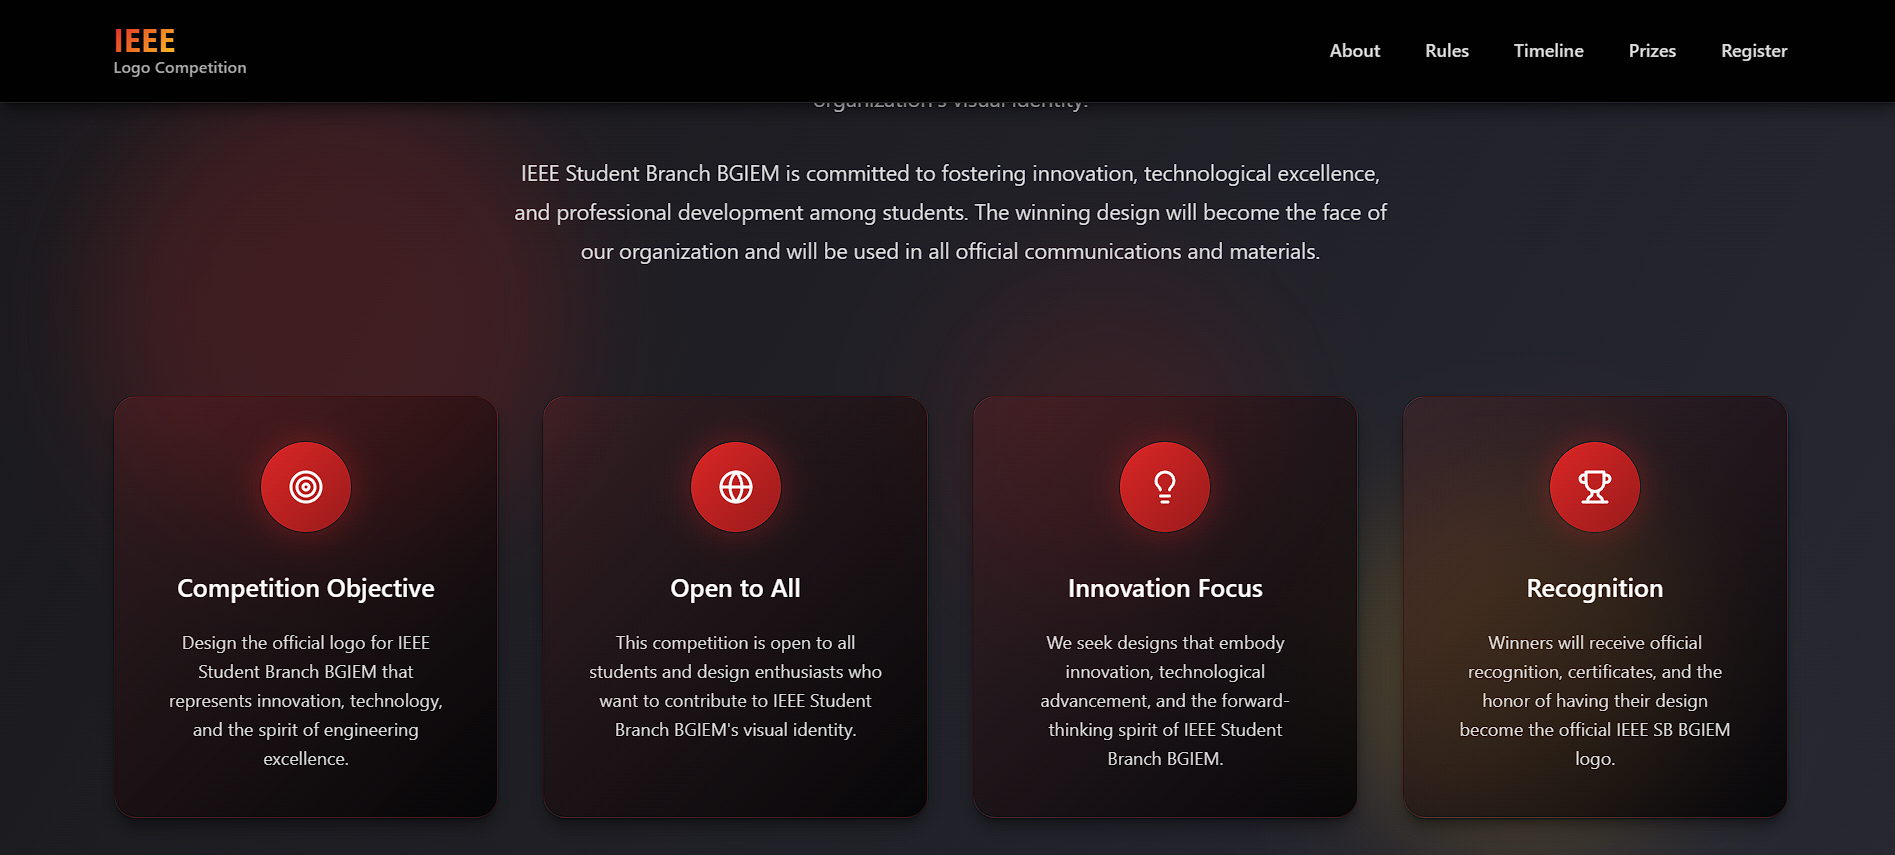 IEEE
Logo Competition
About Rules Timeline Prizes Register
organization's visual identity.
IEEE Student Branch BGIEM is committed to fostering innovation, technological excellence,
and professional development among students. The winning design will become the face of
our organization and will be used in all official communications and materials.
Competition Objective
Design the official logo for IEEE
Student Branch BGIEM that
represents innovation, technology,
and the spirit of engineering
excellence.
Open to All
This competition is open to all
students and design enthusiasts who
want to contribute to IEEE Student
Branch BGIEM's visual identity.
Innovation Focus
We seek designs that embody
innovation, technological
advancement, and the forward-
thinking spirit of IEEE Student
Branch BGIEM.
Recognition
Winners will receive official
recognition, certificates, and the
honor of having their design
become the official IEEE SB BGIEM
logo.